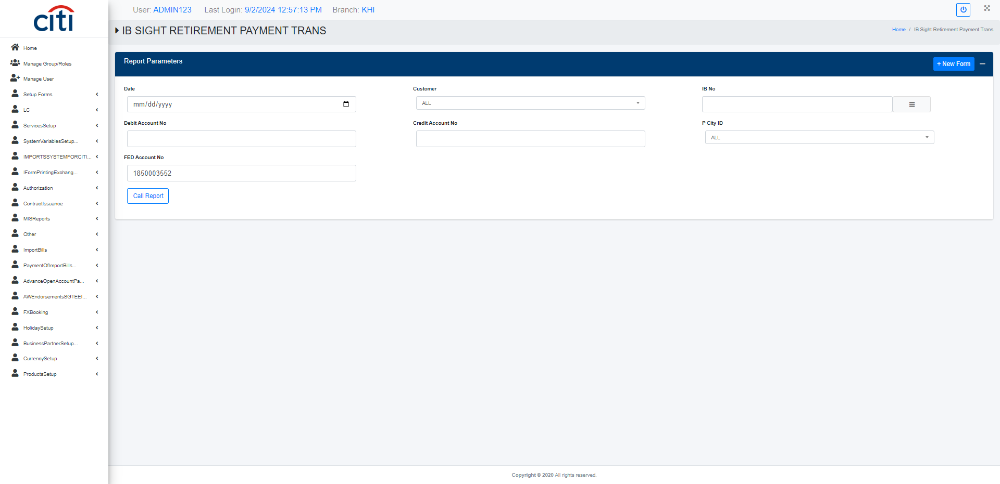 citi
User: ADMIN123 Last Login: 9/2/2024 12:57:13 PM Branch: KHI
IB SIGHT RETIREMENT PAYMENT TRANS
Home / IB Sight Retirement Payment Trans
Home
Manage Group/Roles
Manage User
Setup Forms
LC
ServicesSetup
SystemVariablesSetup...
IMPORTSSYSTEMFORCITI...
IFormPrintingExchang...
Authorization
ContractIssuance
MISReports
Other
ImportBills
PaymentOfImportBills...
AdvanceOpenAccountPa...
AWEndorsementsSGTEEI...
FXBooking
HolidaySetup
BusinessPartnerSetup...
CurrencySetup
ProductsSetup
Report Parameters
+ New Form
Date
mm/dd/yyyy
Customer
ALL
IB No
Debit Account No
Credit Account No
P City ID
ALL
FED Account No
1850003552
Call Report
Copyright © 2020 All rights reserved.